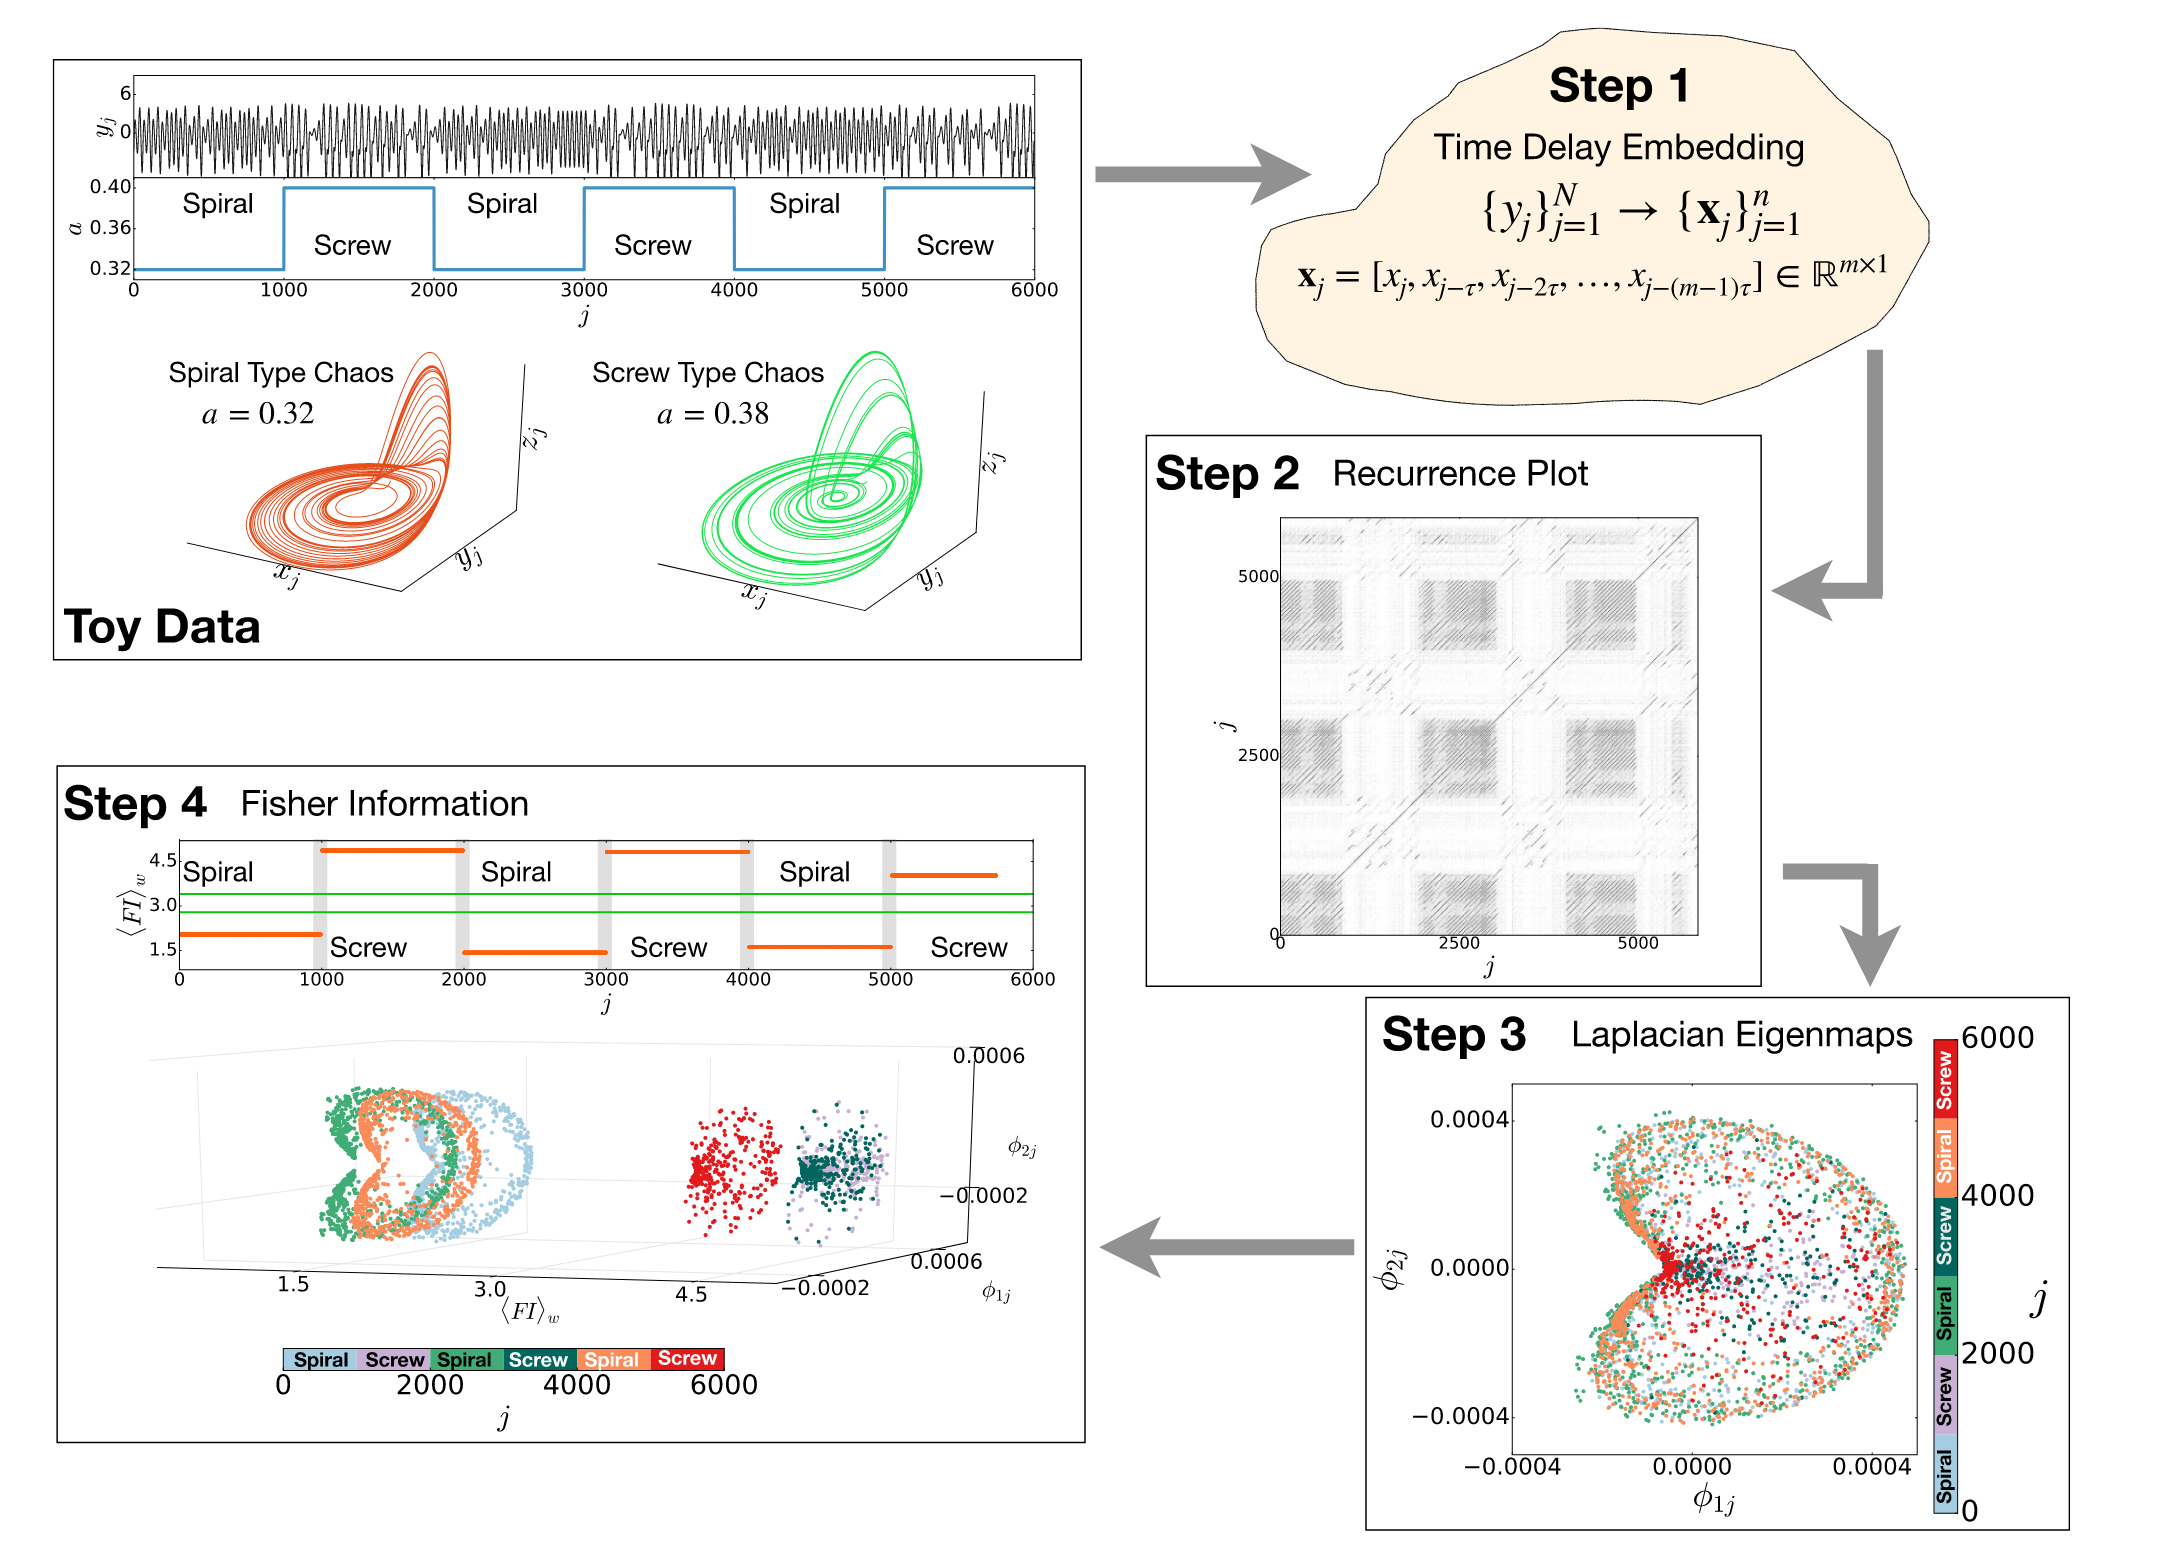 6
0
y_j
0.40
0.36
0.32
a
Spiral
Screw
Spiral
Screw
Spiral
Screw
0 1000 2000 3000 4000 5000 6000
j
Spiral Type Chaos
a = 0.32
z_j
y_j
x_j
Screw Type Chaos
a = 0.38
z_j
y_j
x_j
Toy Data
Step 1
Time Delay Embedding
{y_j}_{j=1}^N → {𝐱_j}_{j=1}^n
𝐱_j = [x_j, x_{j−τ}, x_{j−2τ}, …, x_{j−(m−1)τ}] ∈ ℝ^{m×1}
Step 2 Recurrence Plot
5000
2500
0
j
0 2500 5000
j
Step 3 Laplacian Eigenmaps
0.0004
0.0000
−0.0004
ϕ_{2j}
−0.0004 0.0000 0.0004
ϕ_{1j}
6000
4000
2000
0
j
Screw
Spiral
Screw
Spiral
Screw
Spiral
Step 4 Fisher Information
4.5
3.0
1.5
⟨FI⟩_w
Spiral
Screw
Spiral
Screw
Spiral
Screw
0 1000 2000 3000 4000 5000 6000
j
0.0006
ϕ_{2j}
−0.0002
0.0006
ϕ_{1j}
−0.0002
1.5 3.0 4.5
⟨FI⟩_w
Spiral Screw Spiral Screw Spiral Screw
0 2000 4000 6000
j